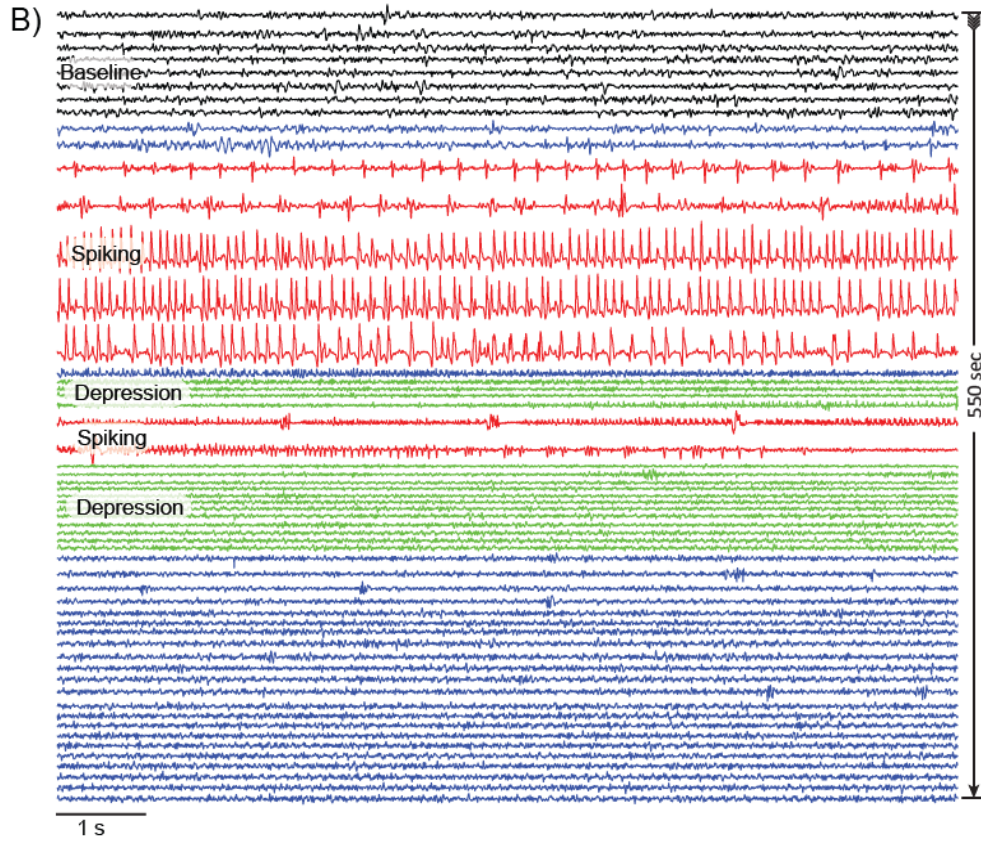 B)
Baseline
Spiking
Depression
Spiking
Depression
550 sec
1 s